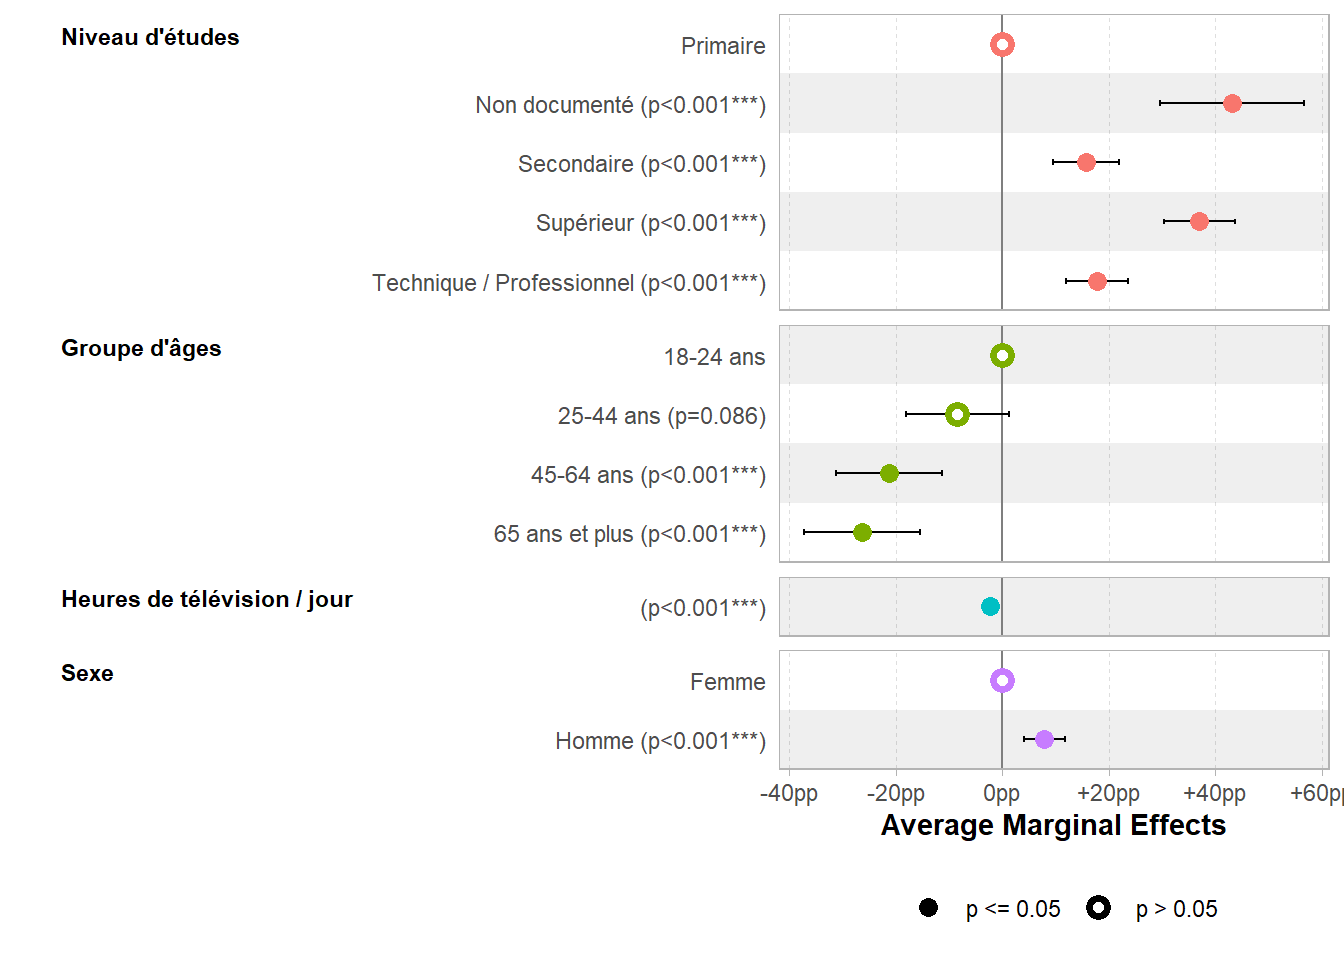 Niveau d'études
Primaire
Non documenté (p<0.001***)
Secondaire (p<0.001***)
Supérieur (p<0.001***)
Technique / Professionnel (p<0.001***)
Groupe d'âges
18-24 ans
25-44 ans (p=0.086)
45-64 ans (p<0.001***)
65 ans et plus (p<0.001***)
Heures de télévision / jour
(p<0.001***)
Sexe
Femme
Homme (p<0.001***)
-40pp -20pp 0pp +20pp +40pp +60pp
Average Marginal Effects
p <= 0.05 p > 0.05